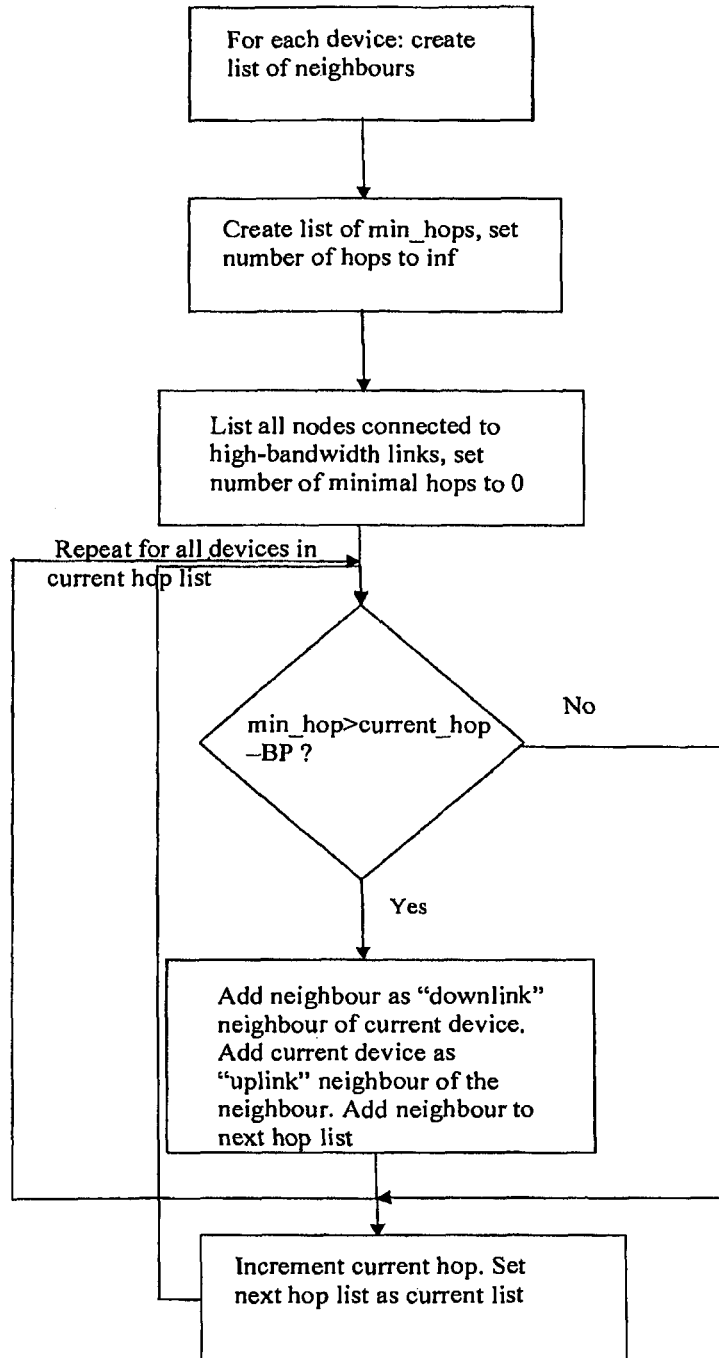 For each device: create
list of neighbours
Create list of min_hops, set
number of hops to inf
List all nodes connected to
high-bandwidth links, set
number of minimal hops to 0
Repeat for all devices in
current hop list
min_hop>current_hop
–BP ?
No
Yes
Add neighbour as “downlink”
neighbour of current device.
Add current device as
“uplink” neighbour of the
neighbour. Add neighbour to
next hop list
Increment current hop. Set
next hop list as current list